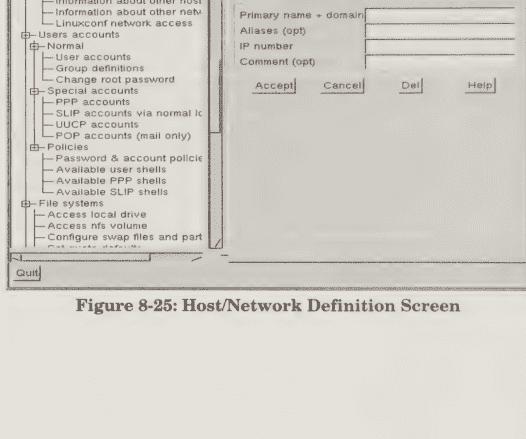 Information about other host
Information about other netw
Linuxconf network access
Users accounts
Normal
User accounts
Group definitions
Change root password
Special accounts
PPP accounts
SLIP accounts via normal lo
UUCP accounts
POP accounts (mail only)
Policies
Password & account policie
Available user shells
Available PPP shells
Available SLIP shells
File systems
Access local drive
Access nfs volume
Configure swap files and part
Set quota defaults
Quit
Primary name + domain
Aliases (opt)
IP number
Comment (opt)
Accept Cancel Del Help
Figure 8-25: Host/Network Definition Screen